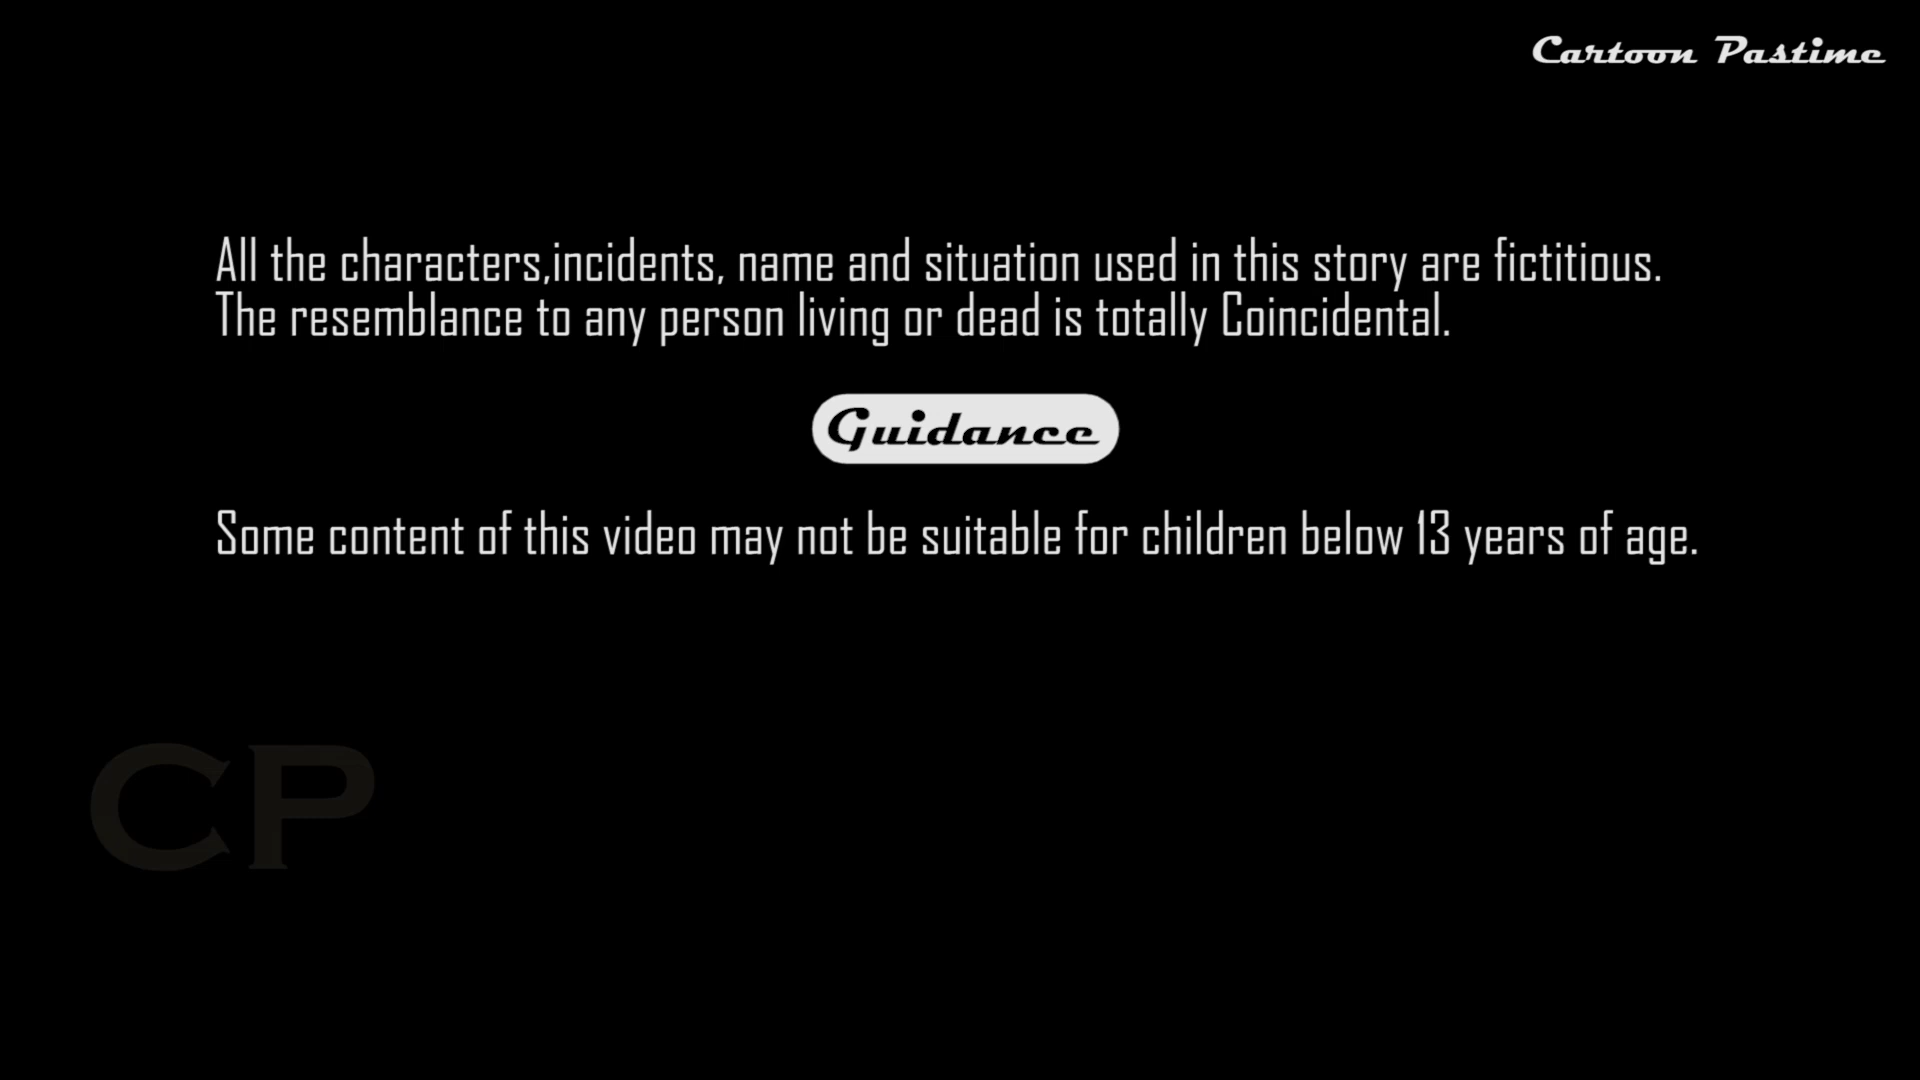 Cartoon Pastime
All the characters,incidents, name and situation used in this story are fictitious.
The resemblance to any person living or dead is totally Coincidental.
Guidance
Some content of this video may not be suitable for children below 13 years of age.
CP